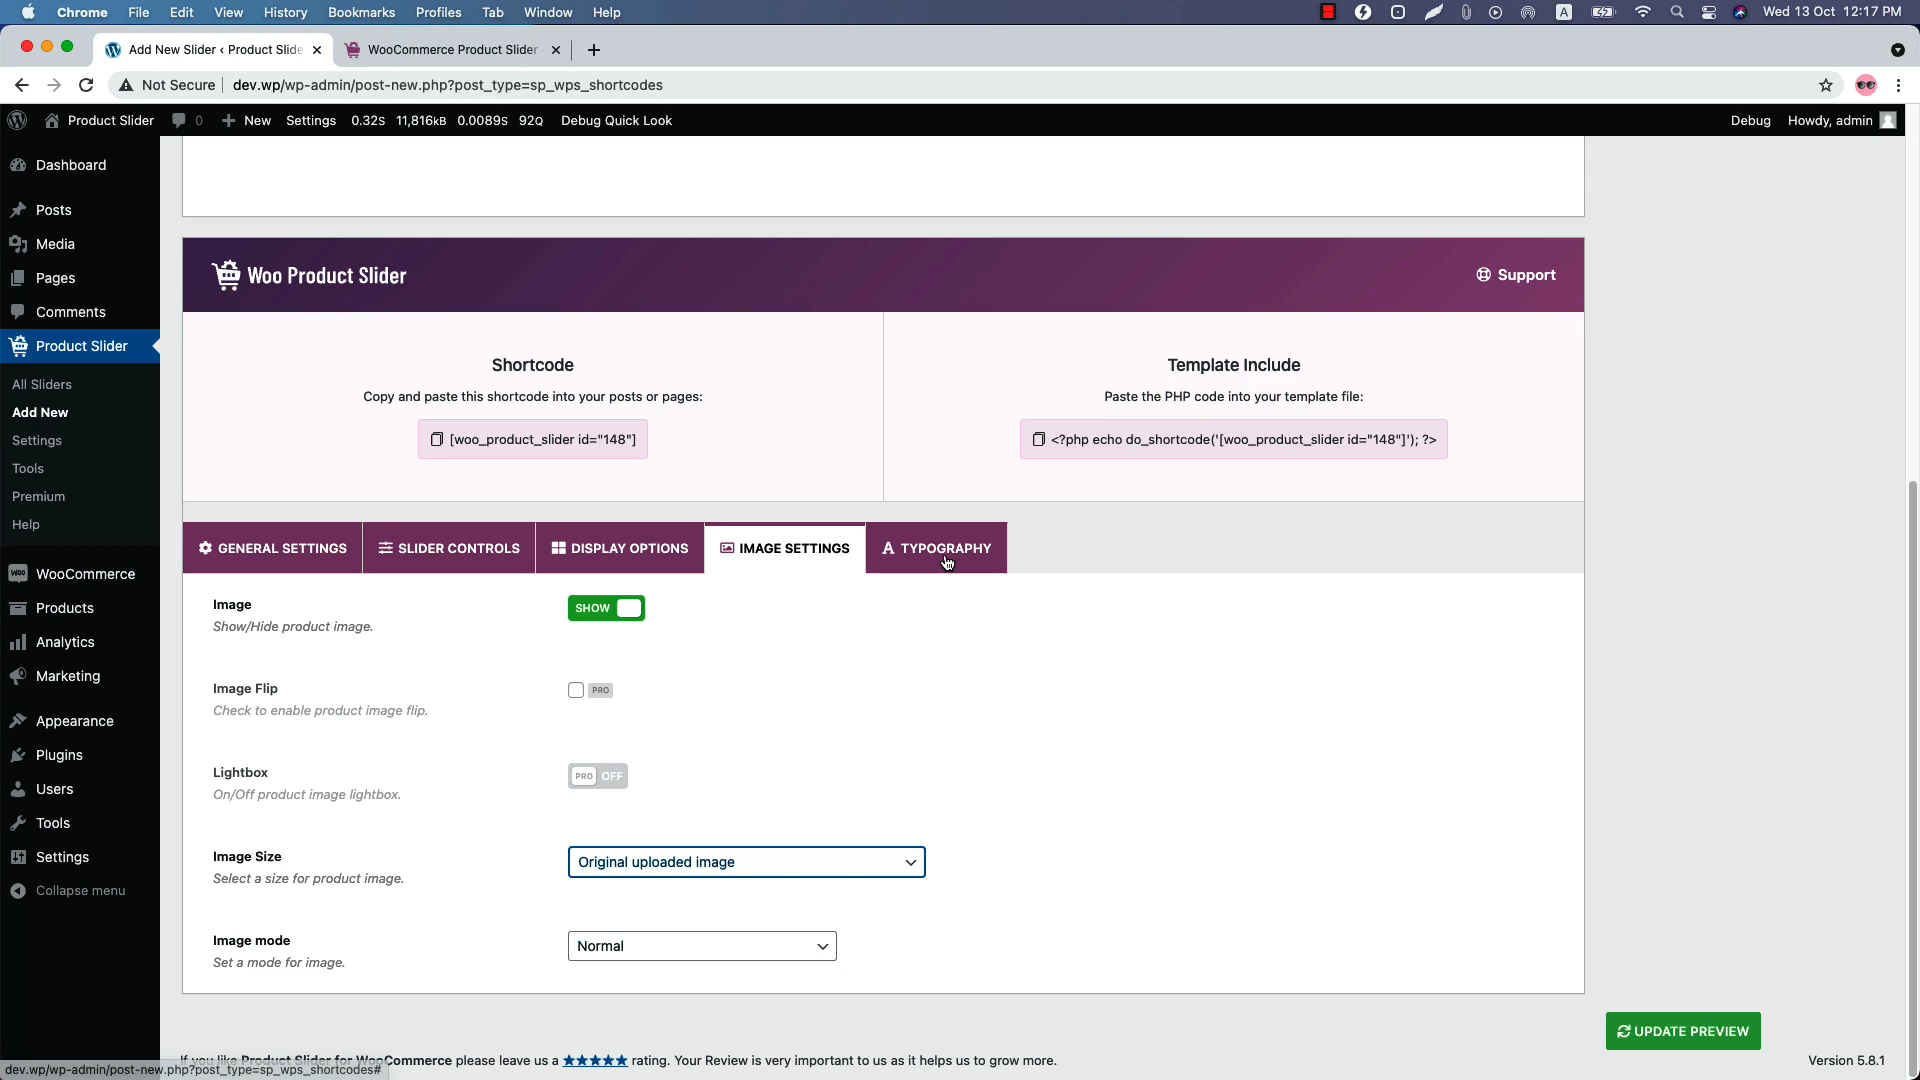 Chrome File Edit View History Bookmarks Profiles Tab Window Help A Wed 13 Oct 12:17 PM
Add New Slider ‹ Product Slide WooCommerce Product Slider
Not Secure dev.wp/wp-admin/post-new.php?post_type=sp_wps_shortcodes
Product Slider 0 New Settings 0.32s 11,816KB 0.0089s 92Q Debug Quick Look Debug Howdy, admin
Dashboard
Posts
Media
Pages
Comments
Product Slider
All Sliders
Add New
Settings
Tools
Premium
Help
WooCommerce
Products
Analytics
Marketing
Appearance
Plugins
Users
Tools
Settings
Collapse menu
Woo Product Slider Support
Shortcode
Copy and paste this shortcode into your posts or pages:
[woo_product_slider id="148"]
Template Include
Paste the PHP code into your template file:
<?php echo do_shortcode('[woo_product_slider id="148"]'); ?>
GENERAL SETTINGS SLIDER CONTROLS DISPLAY OPTIONS IMAGE SETTINGS A TYPOGRAPHY
Image SHOW
Show/Hide product image.
Image Flip PRO
Check to enable product image flip.
Lightbox PRO OFF
On/Off product image lightbox.
Image Size Original uploaded image
Select a size for product image.
Image mode Normal
Set a mode for image.
UPDATE PREVIEW
If you like Product Slider for WooCommerce please leave us a ★★★★★ rating. Your Review is very important to us as it helps us to grow more. Version 5.8.1
dev.wp/wp-admin/post-new.php?post_type=sp_wps_shortcodes#